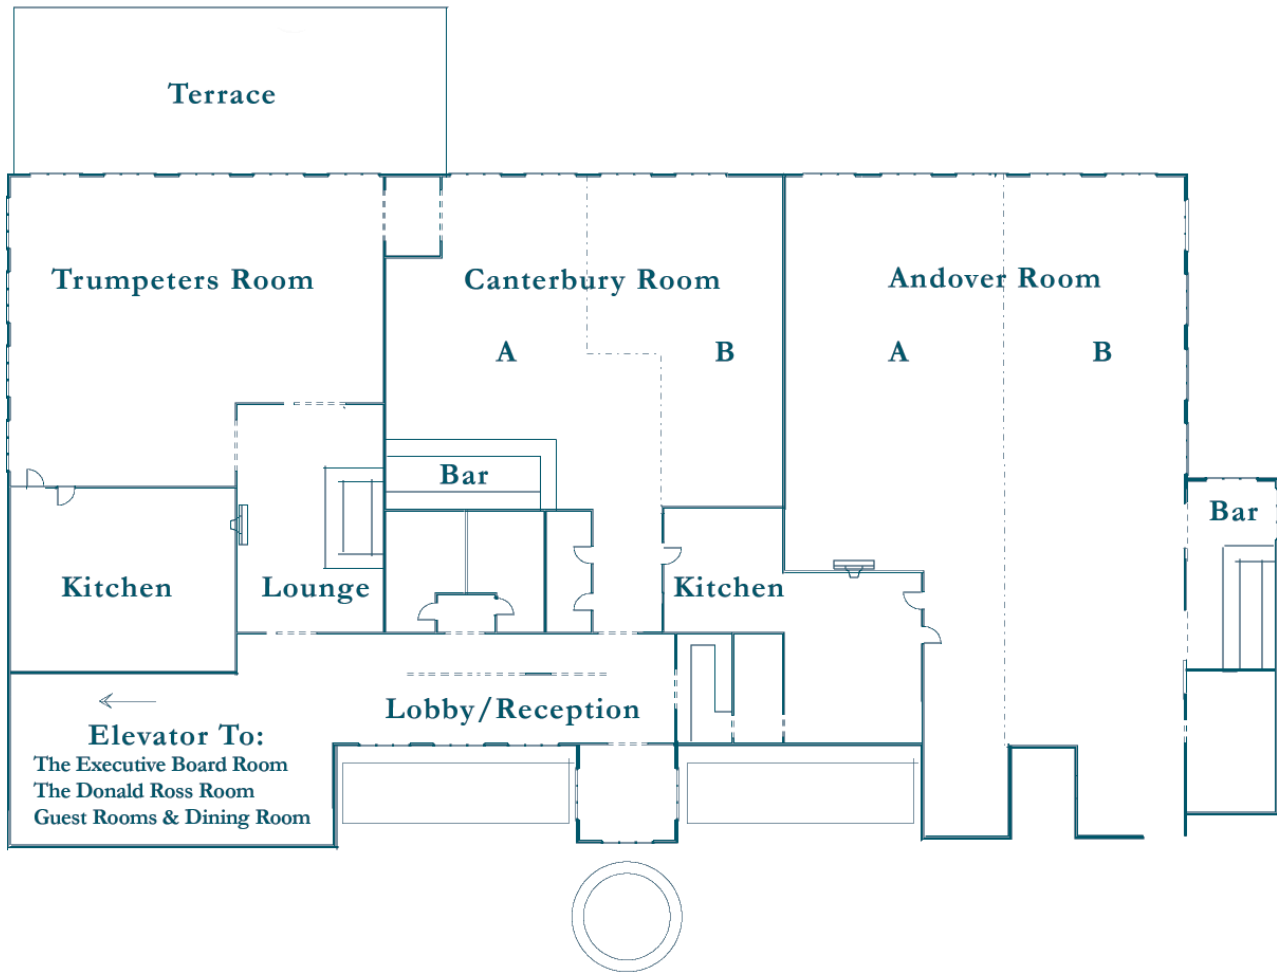 Terrace
Trumpeters Room
Canterbury Room
Andover Room
A
B
A
B
Bar
Bar
Kitchen
Lounge
Kitchen
Lobby/Reception
Elevator To:
The Executive Board Room
The Donald Ross Room
Guest Rooms & Dining Room